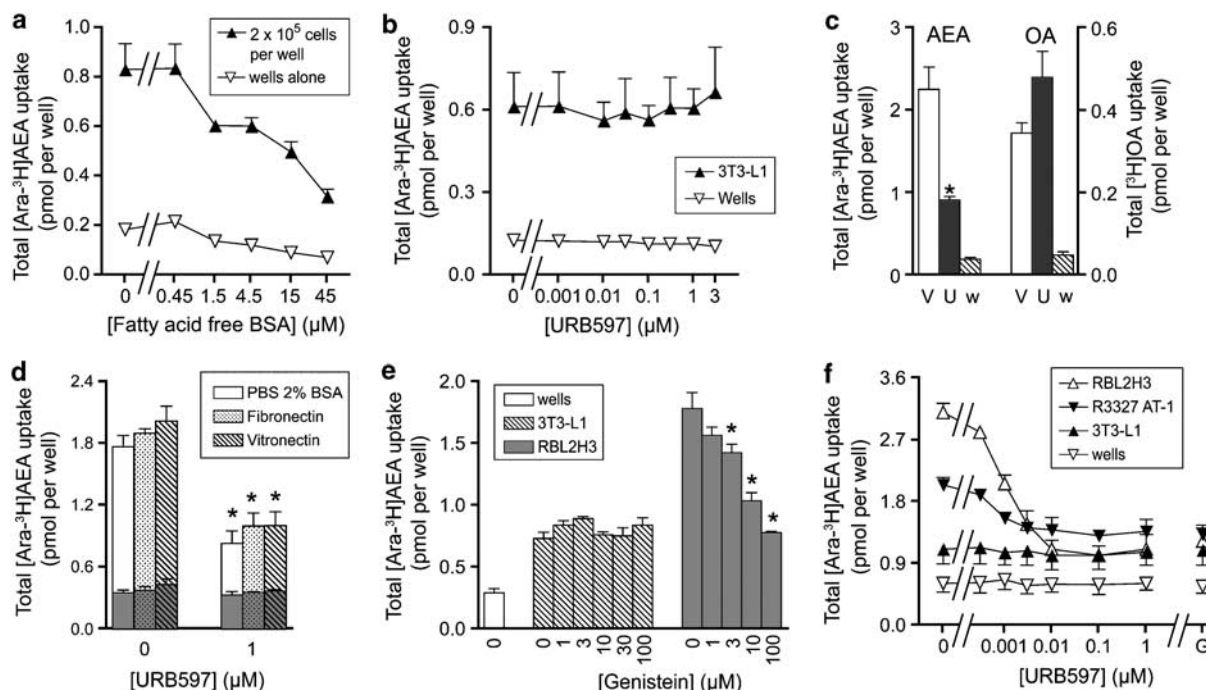 a
Total [Ara-³H]AEA uptake
(pmol per well)
1.0
0.8
0.6
0.4
0.2
0.0
2 x 10⁵ cells
per well
wells alone
0 0.45 1.5 4.5 15 45
[Fatty acid free BSA] (µM)
b
Total [Ara-³H]AEA uptake
(pmol per well)
0.9
0.6
0.3
0.0
3T3-L1
Wells
0 0.001 0.01 0.1 1 3
[URB597] (µM)
c
Total [Ara-³H]AEA uptake
(pmol per well)
3
2
1
0
AEA OA
*
V U w V U w
0.6
0.4
0.2
0.0
Total [³H]OA uptake
(pmol per well)
d
Total [Ara-³H]AEA uptake
(pmol per well)
2.4
1.8
1.2
0.6
0.0
PBS 2% BSA
Fibronectin
Vitronectin
* * *
0 1
[URB597] (µM)
e
Total [Ara-³H]AEA uptake
(pmol per well)
2.0
1.5
1.0
0.5
0.0
wells
3T3-L1
RBL2H3
* * *
0 0 1 3 10 30 100 0 1 3 10 100
[Genistein] (µM)
f
Total [Ara-³H]AEA uptake
(pmol per well)
3.6
2.7
1.8
0.9
0.0
RBL2H3
R3327 AT-1
3T3-L1
wells
0 0.001 0.01 0.1 1 G
[URB597] (µM)